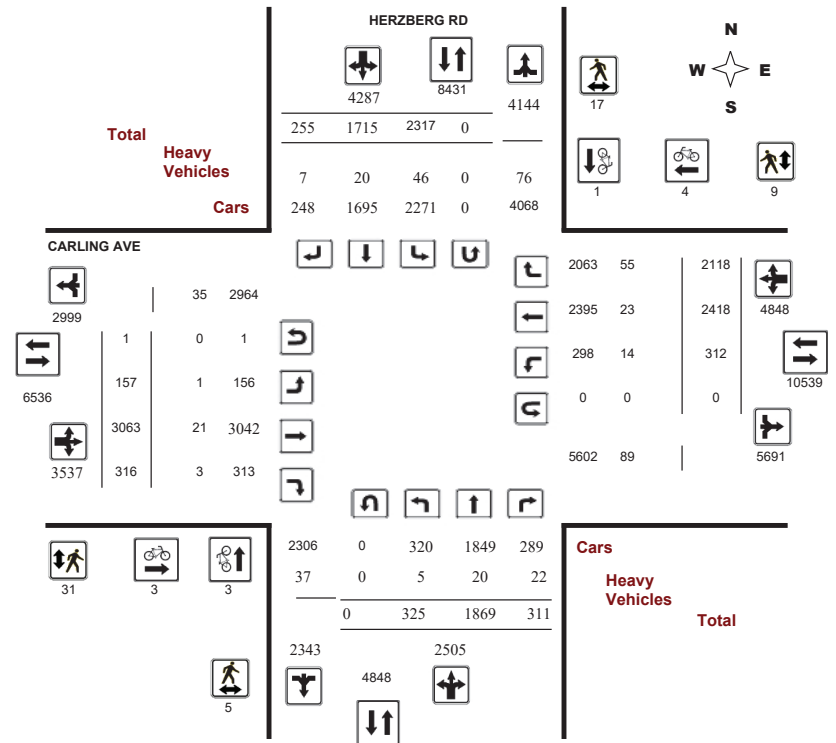 HERZBERG RD
N
W E
S
4287
8431
4144
17
255 1715 2317 0
Total
Heavy
Vehicles
Cars
7 20 46 0 76
248 1695 2271 0 4068
1
4
9
CARLING AVE
2999
35 2964
6536
1 0 1
157 1 156
3063 21 3042
3537
316 3 313
2063 55 2118
4848
2395 23 2418
298 14 312
10539
0 0 0
5691
5602 89
31
3
3
5
2306 0 320 1849 289
37 0 5 20 22
0 325 1869 311
2343
4848
2505
Cars
Heavy
Vehicles
Total